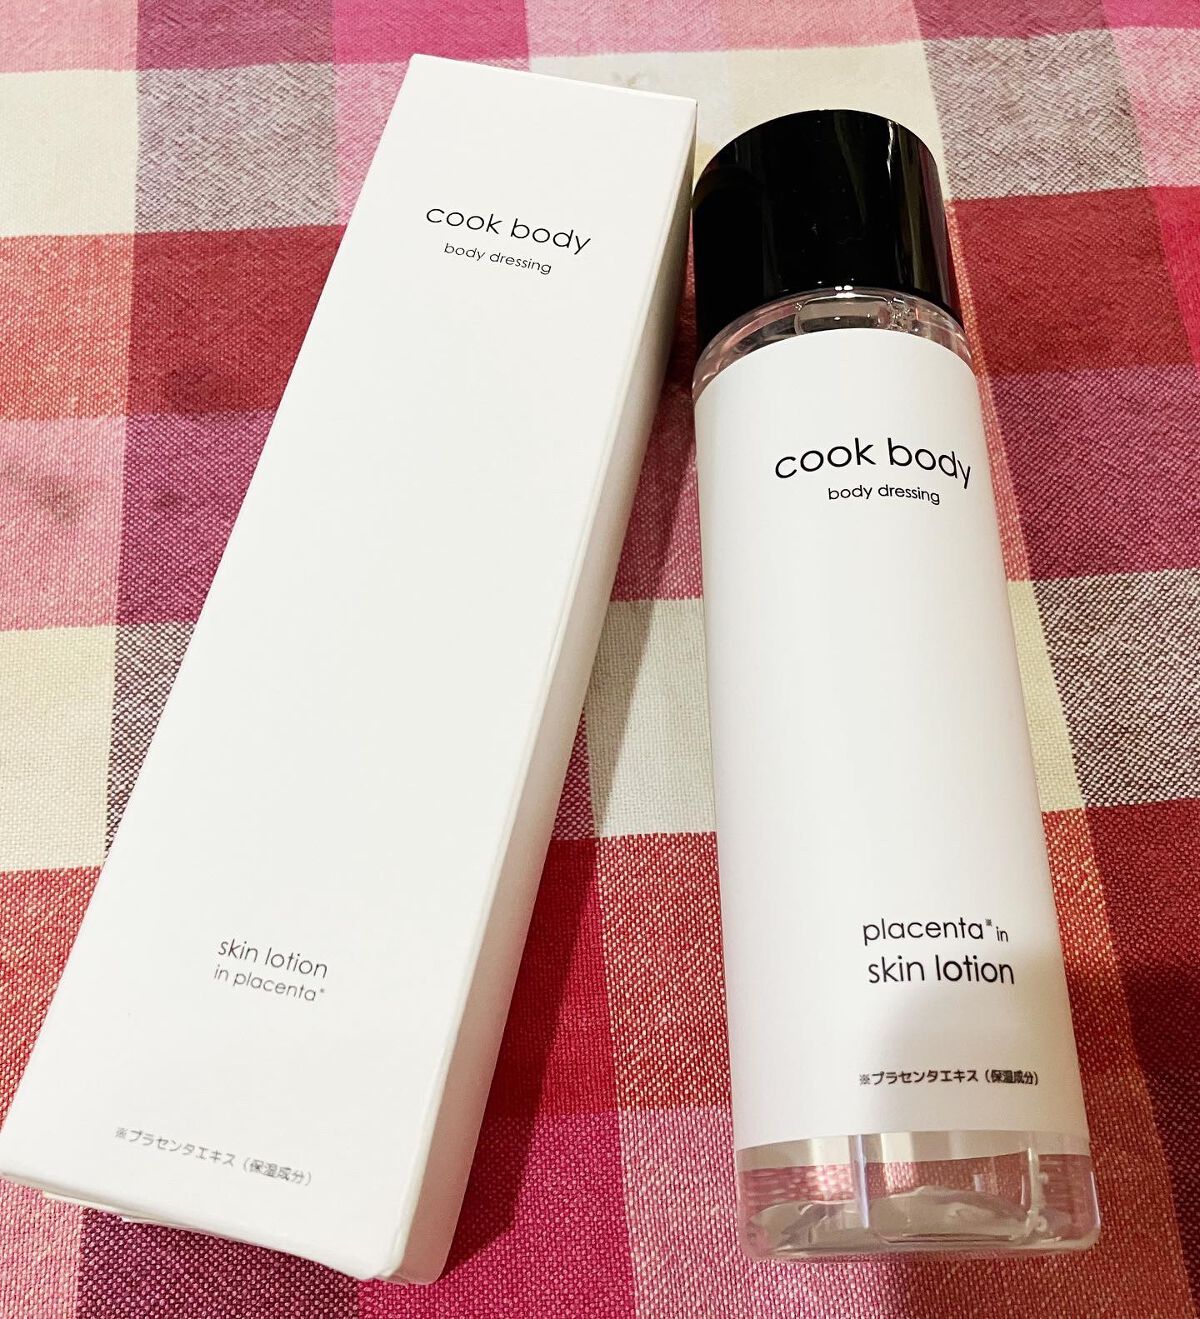 cook body
body dressing
skin lotion
in placenta※
※プラセンタエキス（保湿成分）
cook body
body dressing
placenta※in
skin lotion
※プラセンタエキス（保湿成分）